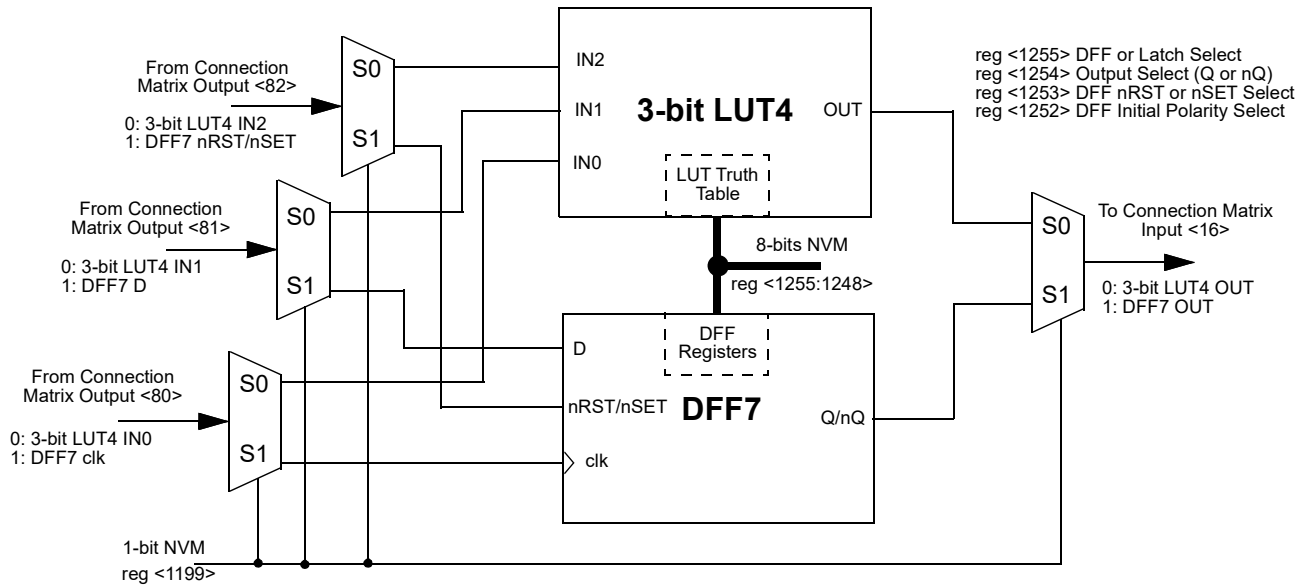 From Connection
Matrix Output <82>
0: 3-bit LUT4 IN2
1: DFF7 nRST/nSET
S0
S1
From Connection
Matrix Output <81>
0: 3-bit LUT4 IN1
1: DFF7 D
S0
S1
From Connection
Matrix Output <80>
0: 3-bit LUT4 IN0
1: DFF7 clk
S0
S1
1-bit NVM
reg <1199>
IN2
IN1
IN0
3-bit LUT4
OUT
LUT Truth
Table
8-bits NVM
reg <1255:1248>
DFF
Registers
D
nRST/nSET
clk
DFF7
Q/nQ
reg <1255> DFF or Latch Select
reg <1254> Output Select (Q or nQ)
reg <1253> DFF nRST or nSET Select
reg <1252> DFF Initial Polarity Select
S0
S1
To Connection Matrix
Input <16>
0: 3-bit LUT4 OUT
1: DFF7 OUT